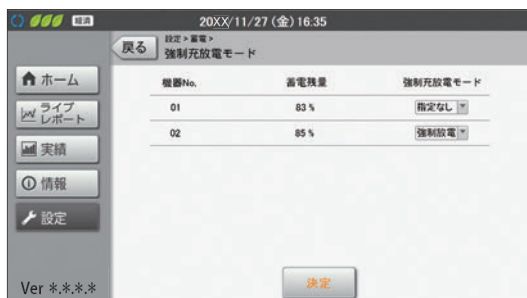 経済
20XX/11/27 (金) 16:35
戻る
設定 > 蓄電 >
強制充放電モード
ホーム
ライブ
レポート
実績
情報
設定
機器No. 蓄電残量 強制充放電モード
01 83 % 指定なし
02 85 % 強制放電
決定
Ver *.*.*.*